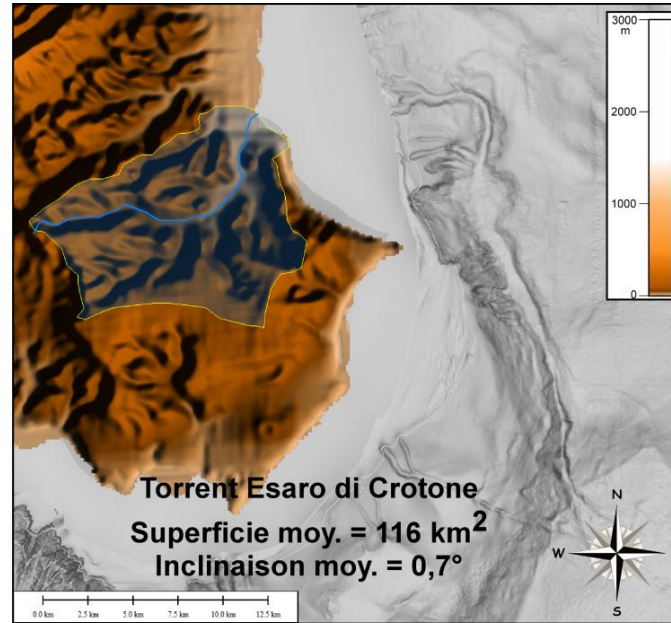 3000
m
2000
1000
0
Torrent Esaro di Crotone
Superficie moy. = 116 km²
Inclinaison moy. = 0,7°
N
W
E
S
0.0 km 2.5 km 5.0 km 7.5 km 10.0 km 12.5 km